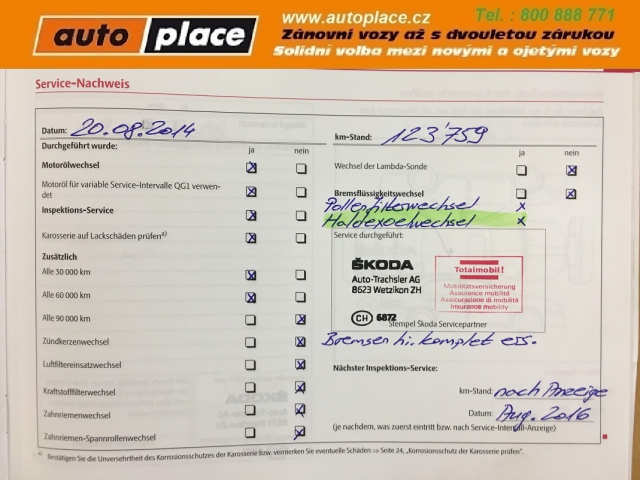 auto place
www.autoplace.cz
Tel. : 800 888 771
Zánovní vozy až s dvouletou zárukou
Solidní volba mezi novými a ojetými vozy
Service-Nachweis
Datum: 20.08.2014
km-Stand: 123'759
Durchgeführt wurde:
ja nein
ja nein
Motorölwechsel
Wechsel der Lambda-Sonde
Motoröl für variable Service-Intervalle QG1 verwen-
det
Bremsflüssigkeitswechsel
Pollenfilterwechsel x
Inspektions-Service
Haldexoelwechsel x
Karosserie auf Lackschäden prüfen a)
Service durchgeführt:
Zusätzlich
Alle 30 000 km
Alle 60 000 km
Alle 90 000 km
Zündkerzenwechsel
Luftfiltereinsatzwechsel
Kraftstofffilterwechsel
Zahnriemenwechsel
Zahnriemen-Spannrollenwechsel
ŠKODA
Auto-Trachsler AG
8623 Wetzikon ZH
CH 6872
Totalmobil!
Mobilitätsversicherung
Assurance mobilité
Assicurazione di mobilità
Insurance mobility
Stempel Škoda Servicepartner
Bremsen hi. komplet ers.
Nächster Inspektions-Service:
km-Stand: nach Anzeige
Datum: Aug. 2016
(je nachdem, was zuerst eintritt bzw. nach Service-Intervall-Anzeige)
a) Bestätigen Sie die Unversehrtheit des Korrosionsschutzes der Karosserie bzw. vermerken Sie eventuelle Schäden ⇒ Seite 24, „Korrosionsschutz der Karosserie prüfen".